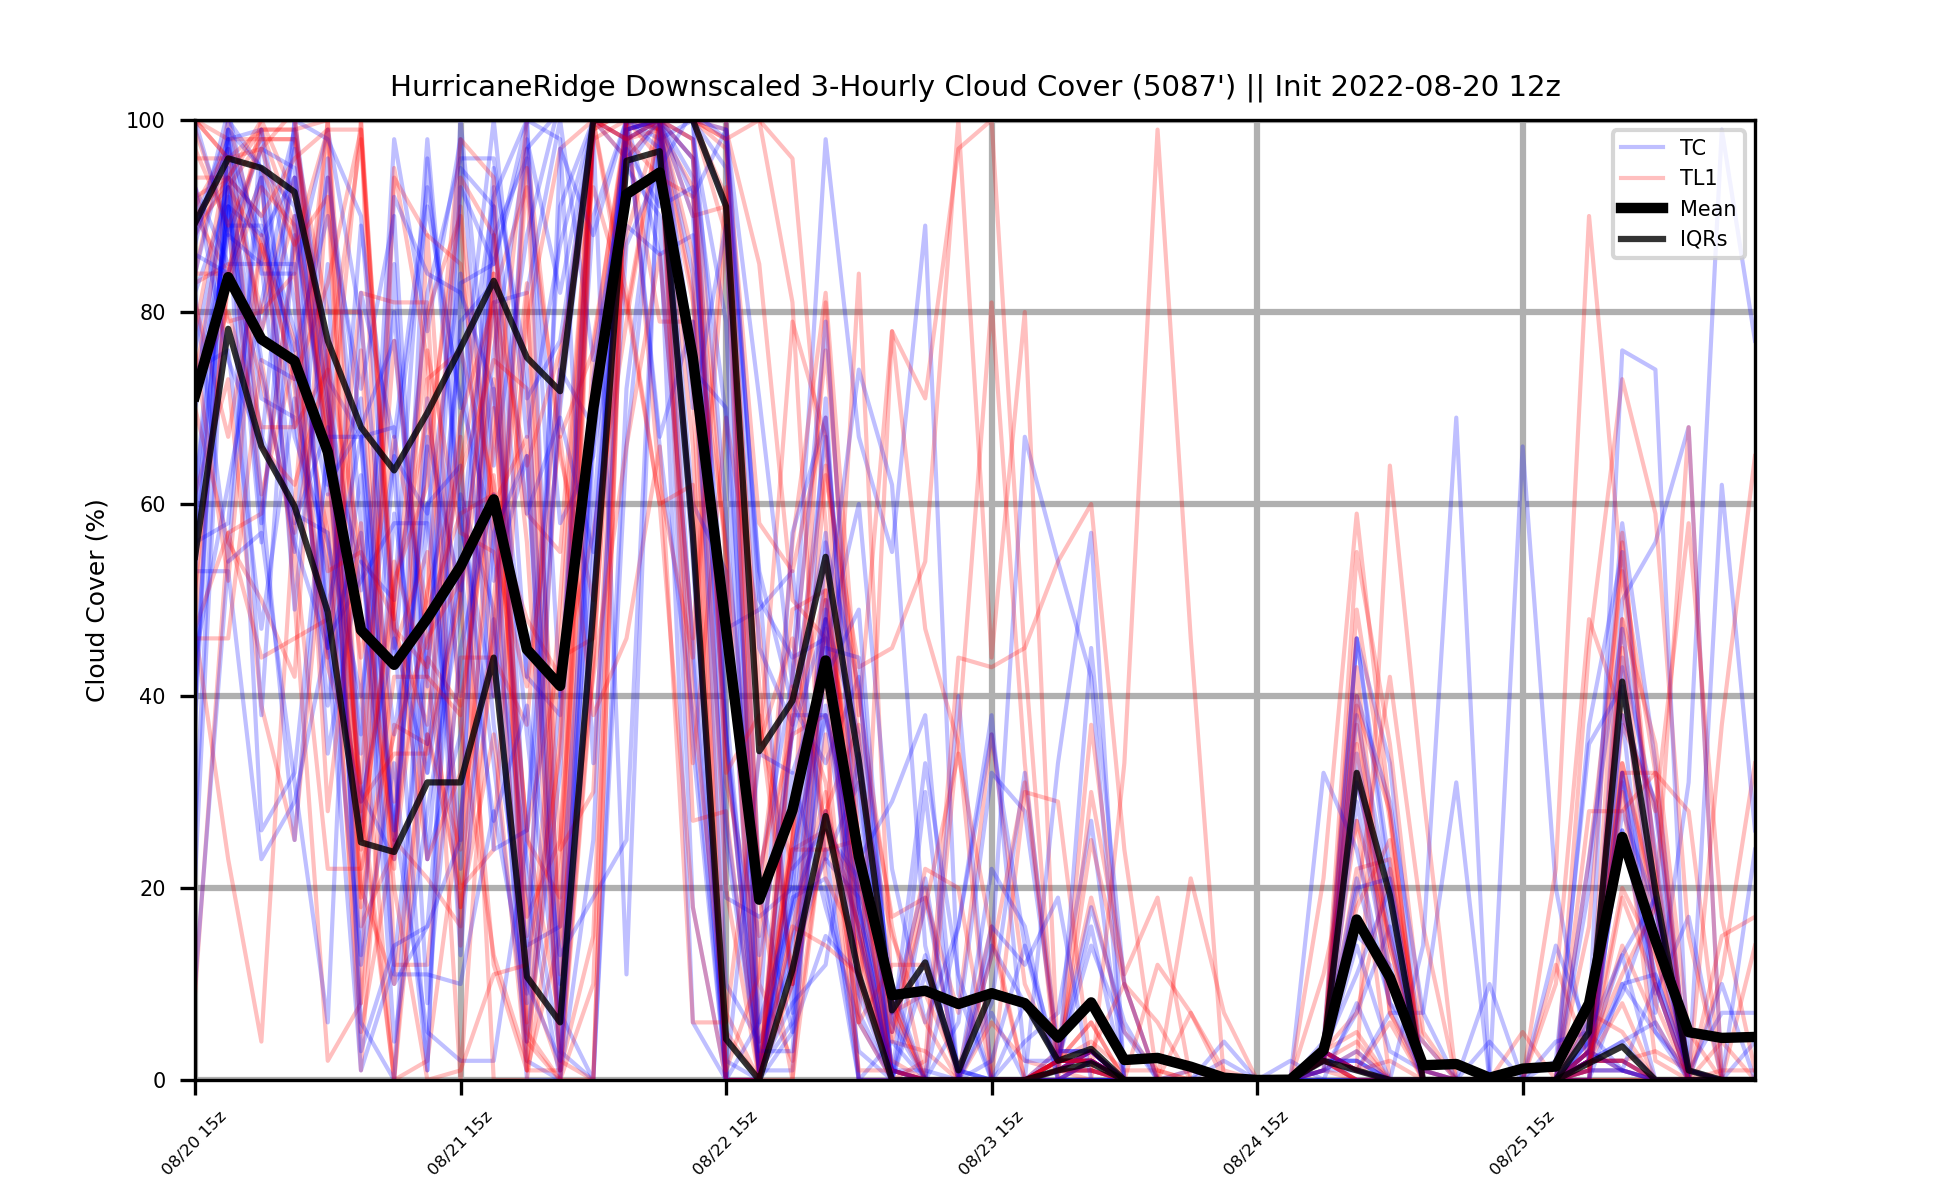 HurricaneRidge Downscaled 3-Hourly Cloud Cover (5087') || Init 2022-08-20 12z
Cloud Cover (%)
100
80
60
40
20
0
TC
TL1
Mean
IQRs
08/20 15z
08/21 15z
08/22 15z
08/23 15z
08/24 15z
08/25 15z